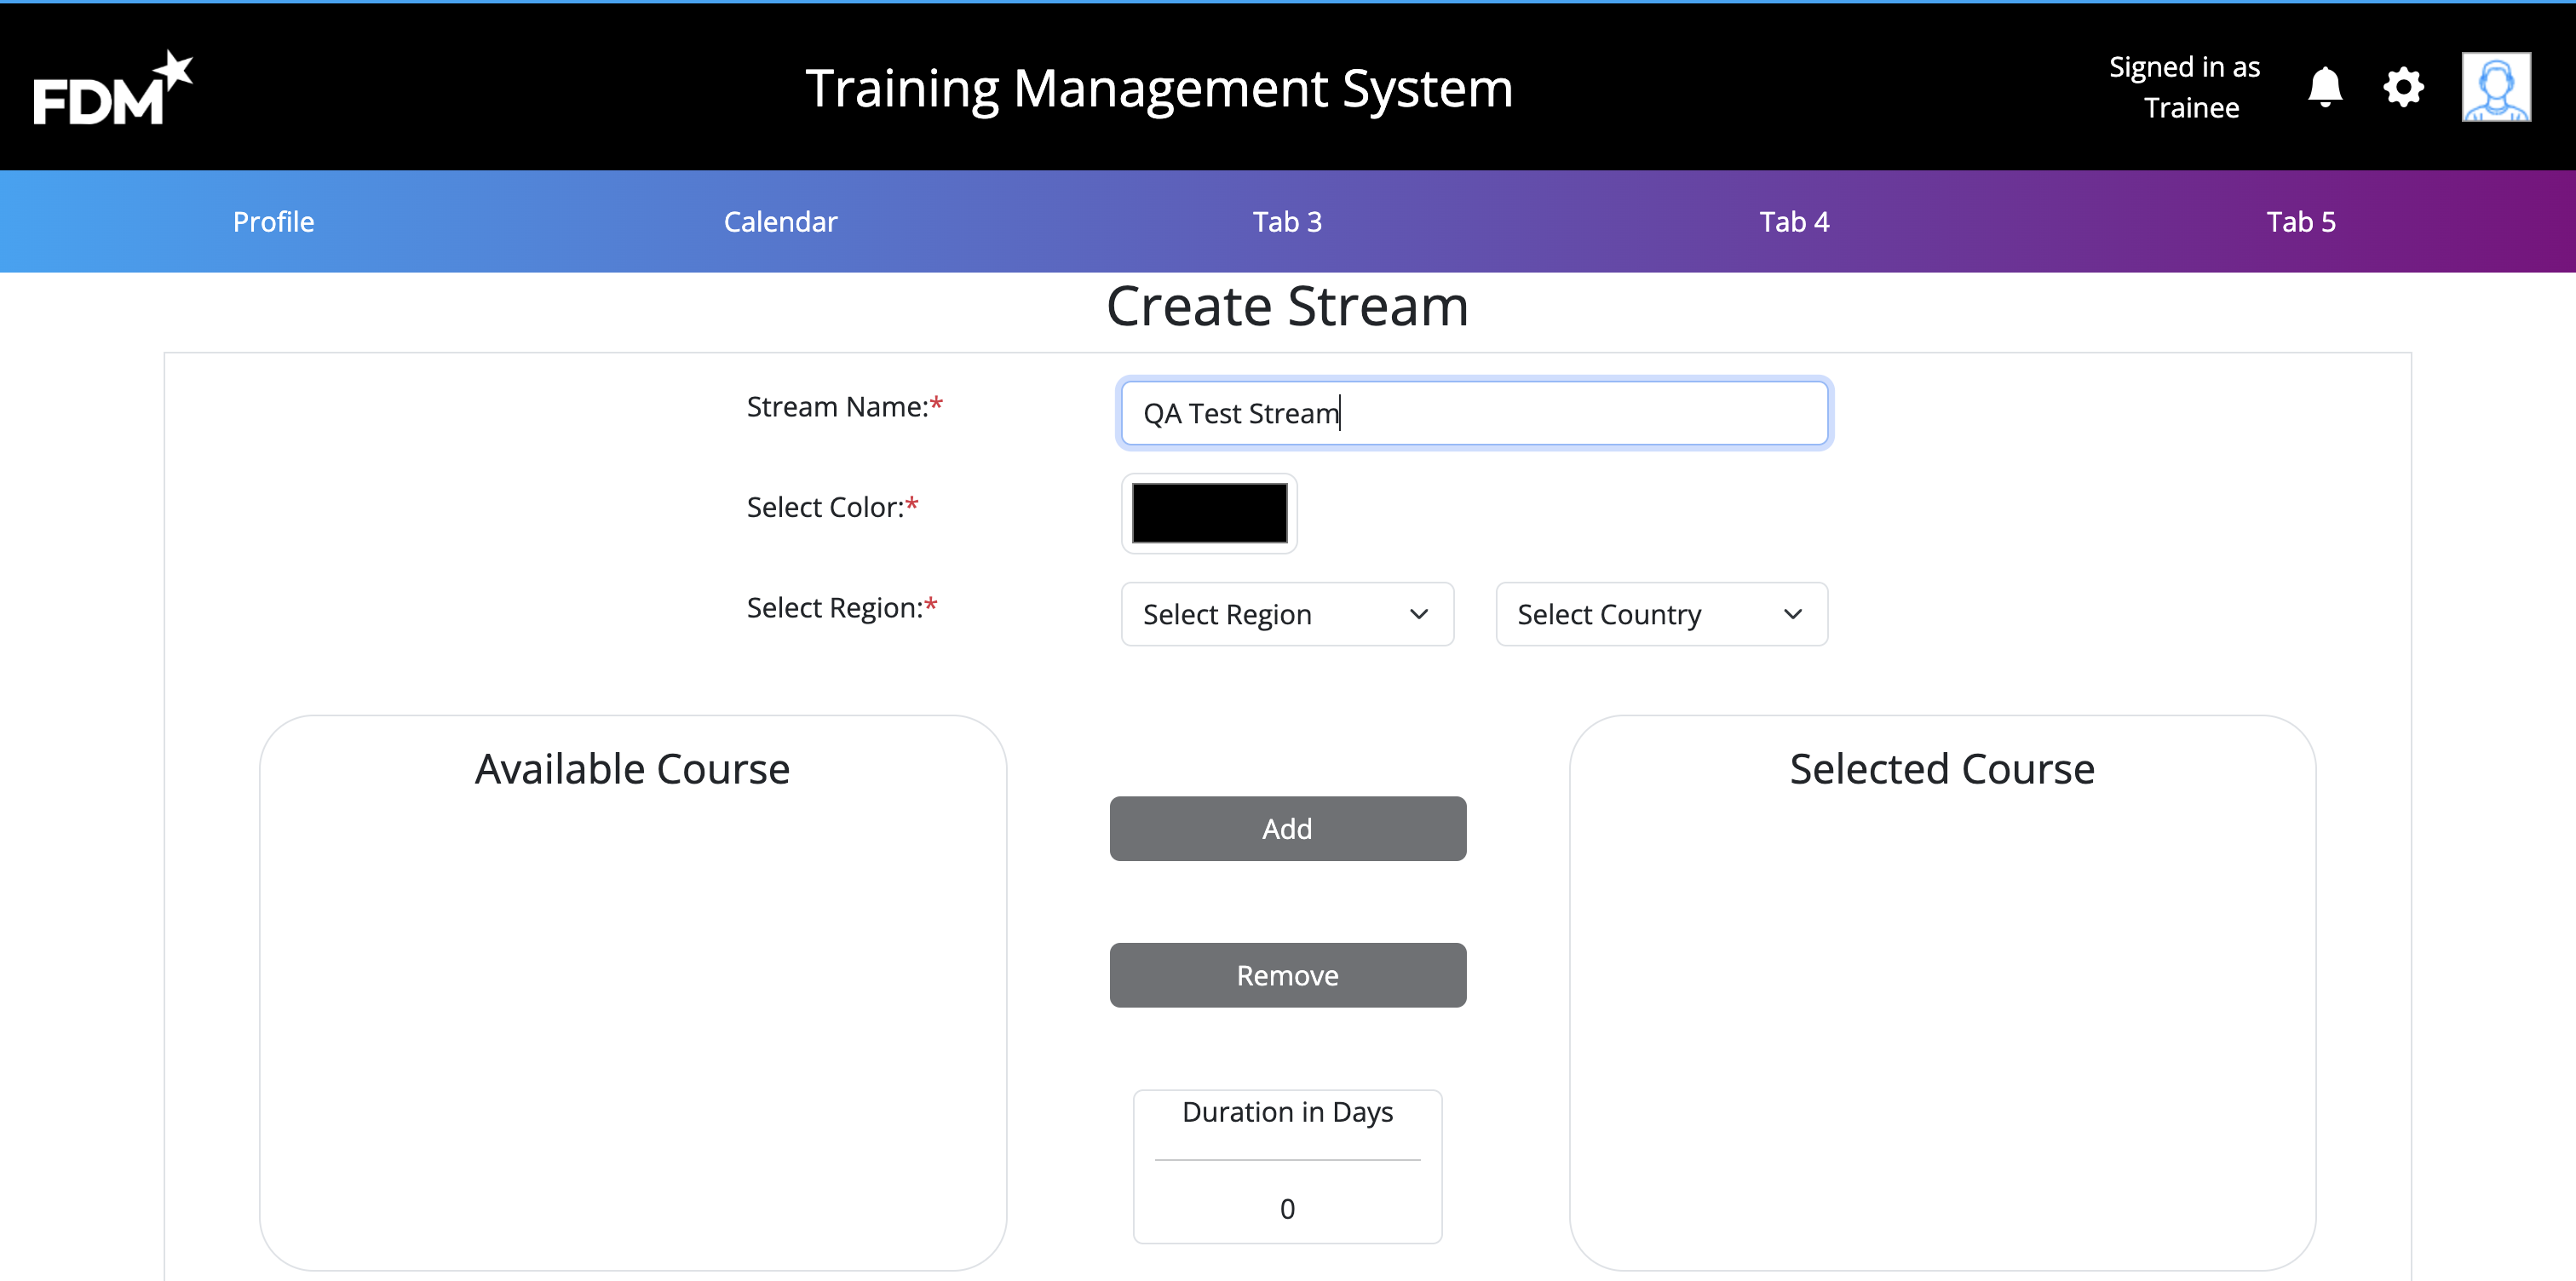 FDM
Training Management System
Signed in as
Trainee
Profile
Calendar
Tab 3
Tab 4
Tab 5
Create Stream
Stream Name:*
QA Test Stream
Select Color:*
Select Region:*
Select Region
Select Country
Available Course
Add
Remove
Duration in Days
0
Selected Course